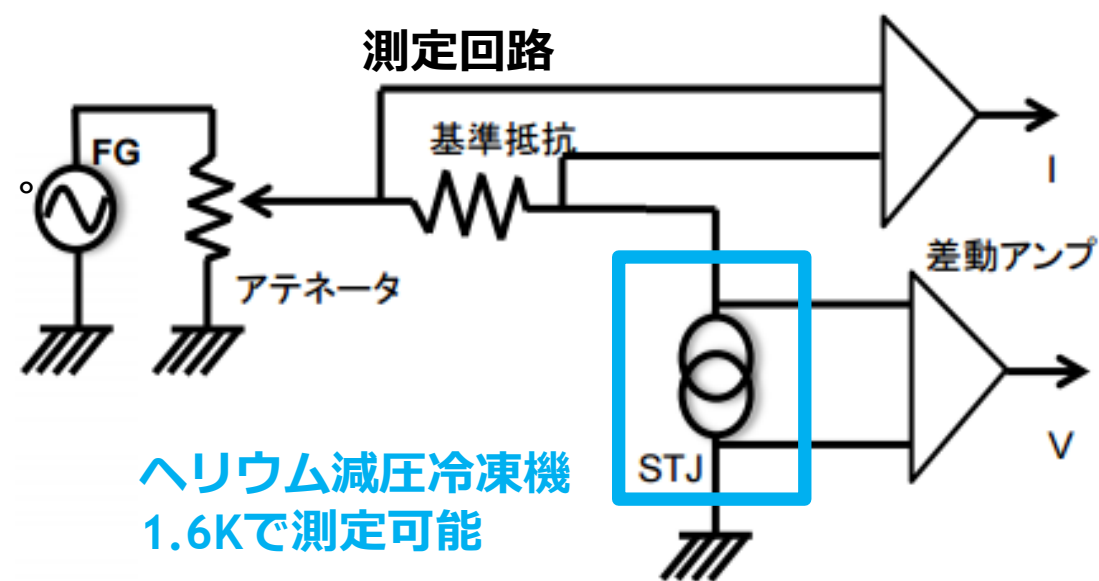 測定回路
FG
基準抵抗
I
アテネータ
差動アンプ
STJ
V
ヘリウム減圧冷凍機
1.6Kで測定可能